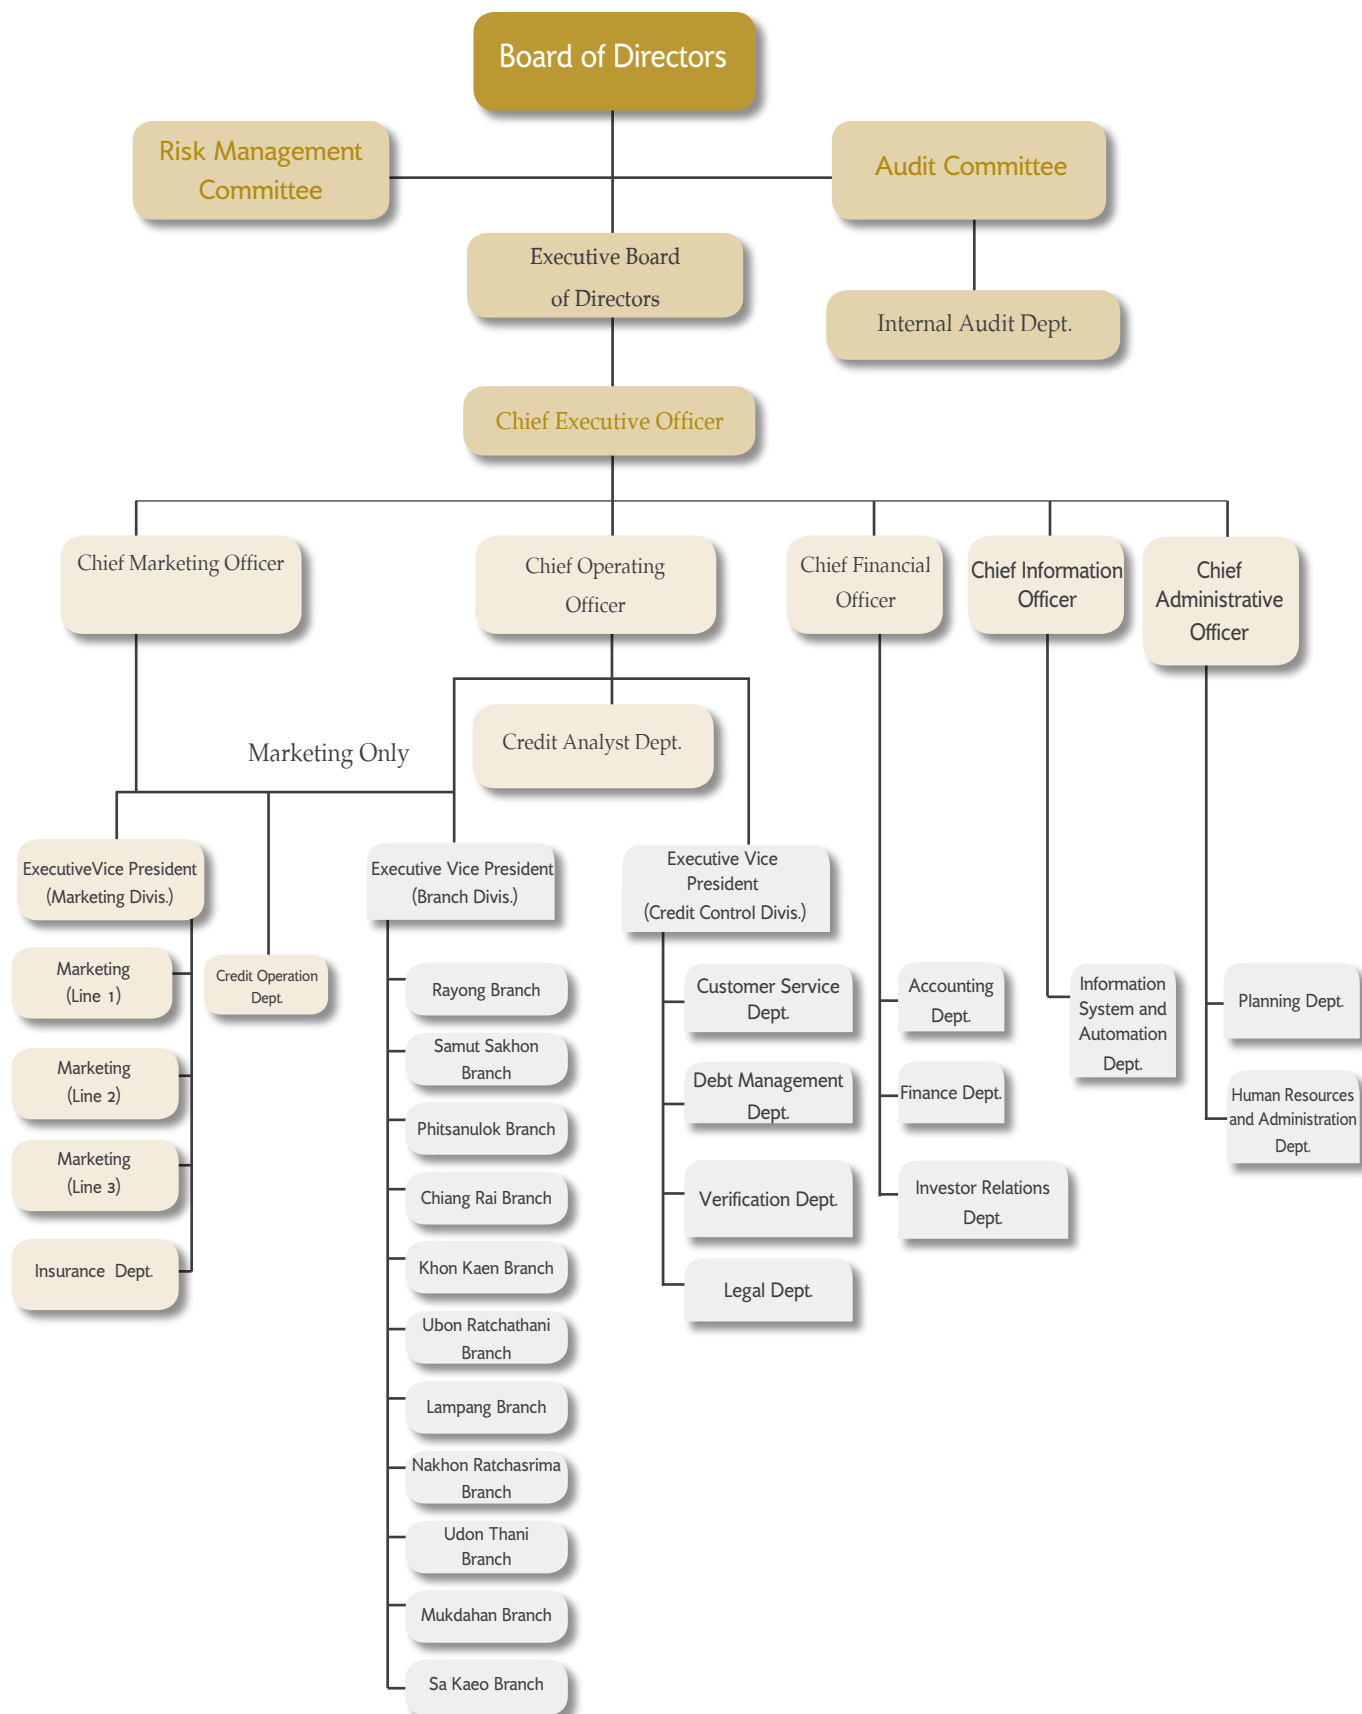 Board of Directors
Risk Management
Committee
Audit Committee
Executive Board
of Directors
Internal Audit Dept.
Chief Executive Officer
Chief Marketing Officer
Chief Operating
Officer
Chief Financial
Officer
Chief Information
Officer
Chief
Administrative
Officer
Marketing Only
Credit Analyst Dept.
ExecutiveVice President
(Marketing Divis.)
Executive Vice President
(Branch Divis.)
Executive Vice
President
(Credit Control Divis.)
Marketing
(Line 1)
Marketing
(Line 2)
Marketing
(Line 3)
Insurance Dept.
Credit Operation
Dept.
Rayong Branch
Samut Sakhon
Branch
Phitsanulok Branch
Chiang Rai Branch
Khon Kaen Branch
Ubon Ratchathani
Branch
Lampang Branch
Nakhon Ratchasrima
Branch
Udon Thani
Branch
Mukdahan Branch
Sa Kaeo Branch
Customer Service
Dept.
Debt Management
Dept.
Verification Dept.
Legal Dept.
Accounting
Dept.
Finance Dept.
Investor Relations
Dept.
Information
System and
Automation
Dept.
Planning Dept.
Human Resources
and Administration
Dept.